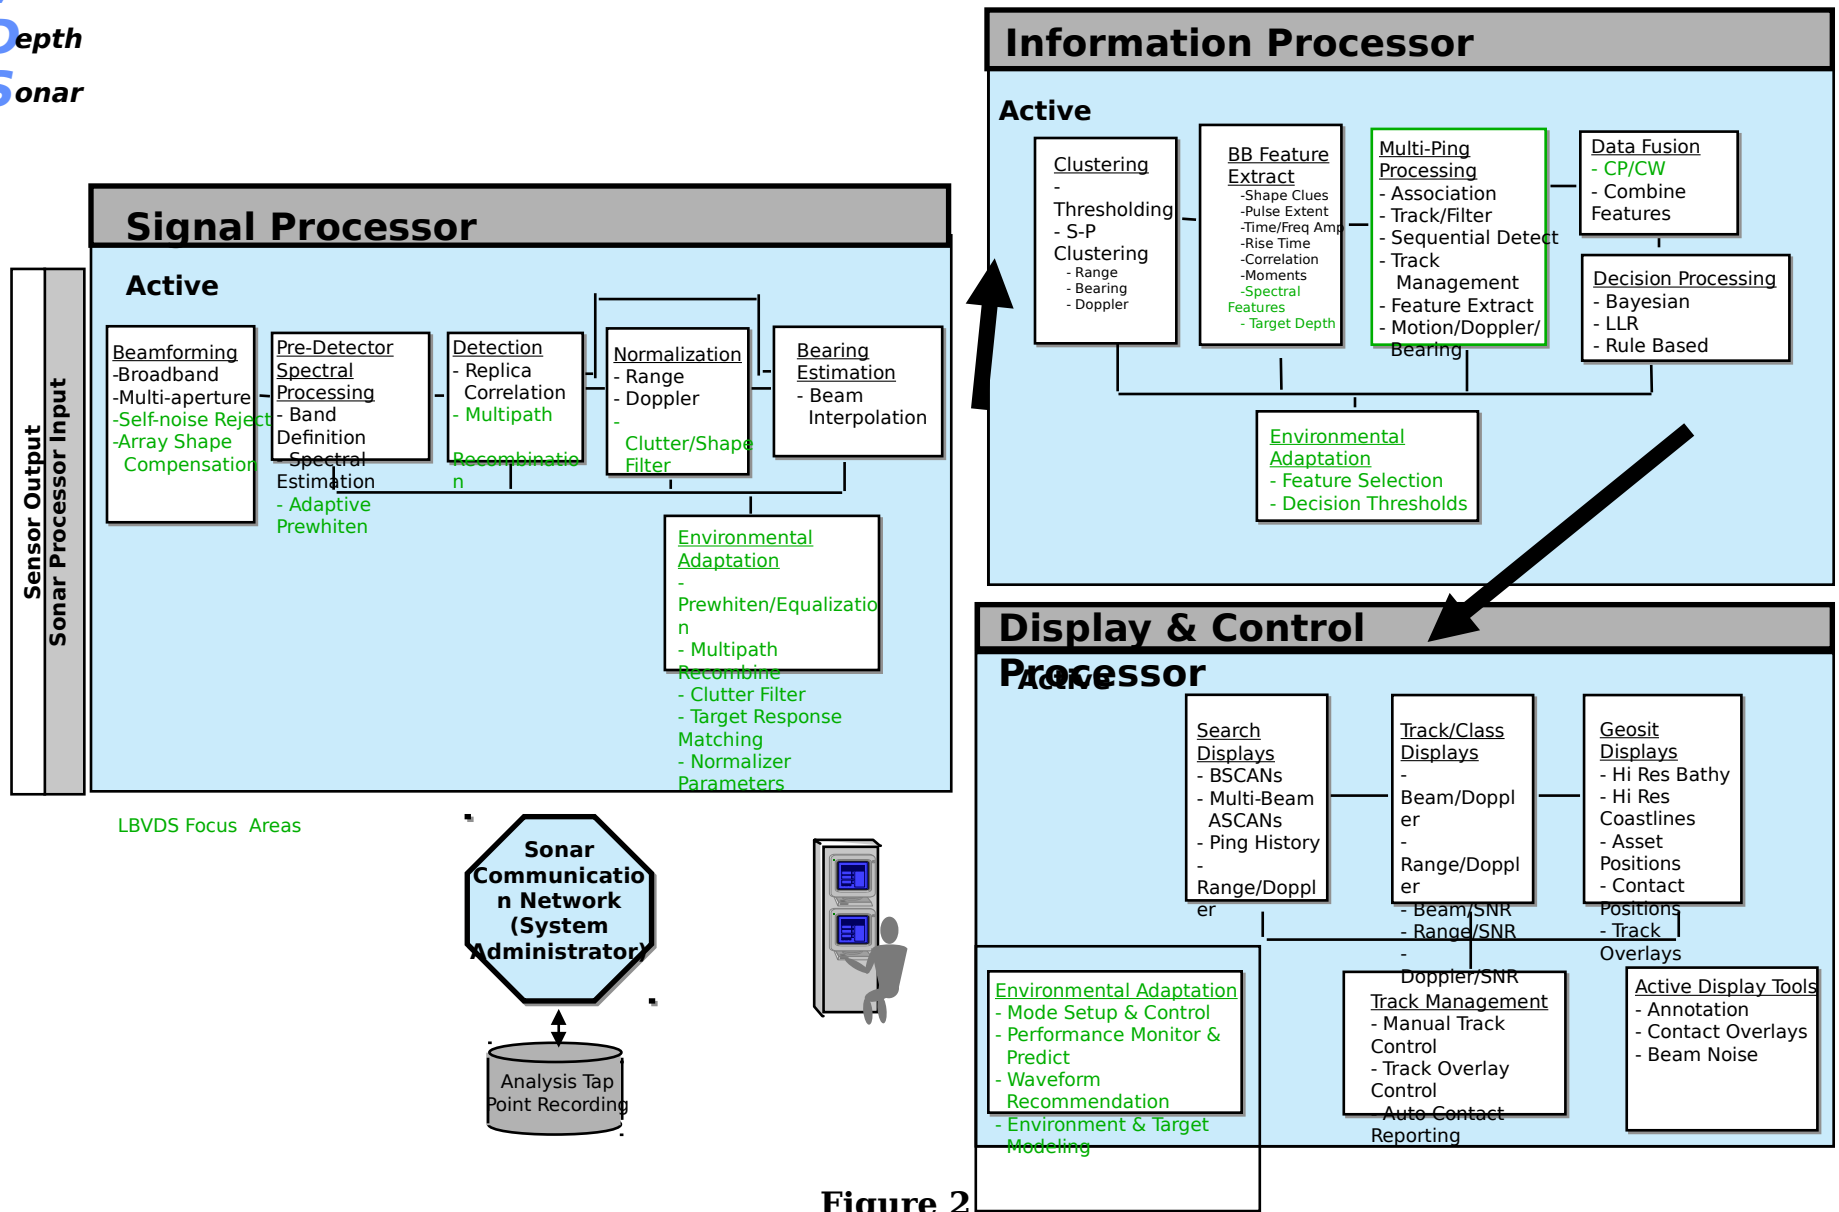 Depth
Sonar
Information Processor
Active
Clustering
-
Thresholding
- S-P
Clustering
- Range
- Bearing
- Doppler
BB Feature
Extract
-Shape Clues
-Pulse Extent
-Time/Freq Amp
-Rise Time
-Correlation
-Moments
-Spectral
Features
- Target Depth
Multi-Ping
Processing
- Association
- Track/Filter
- Sequential Detect
- Track
Management
- Feature Extract
- Motion/Doppler/
Bearing
Data Fusion
- CP/CW
- Combine
Features
Decision Processing
- Bayesian
- LLR
- Rule Based
Environmental
Adaptation
- Feature Selection
- Decision Thresholds
Signal Processor
Active
Sensor Output
Sonar Processor Input
Beamforming
-Broadband
-Multi-aperture
-Self-noise Reject
-Array Shape
Compensation
Pre-Detector
Spectral
Processing
- Band
Definition
- Spectral
Estimation
- Adaptive
Prewhiten
Detection
- Replica
Correlation
- Multipath
Recombinatio
n
Normalization
- Range
- Doppler
-
Clutter/Shape
Filter
Bearing
Estimation
- Beam
Interpolation
Environmental
Adaptation
-
Prewhiten/Equalizatio
n
- Multipath
Recombine
- Clutter Filter
- Target Response
Matching
- Normalizer
Parameters
LBVDS Focus  Areas
Sonar
Communicatio
n Network
(System
Administrator)
Analysis Tap
Point Recording
Display & Control
Processor
Active
Search
Displays
- BSCANs
- Multi-Beam
ASCANs
- Ping History
-
Range/Doppl
er
Track/Class
Displays
-
Beam/Doppl
er
-
Range/Doppl
er
- Beam/SNR
- Range/SNR
-
Doppler/SNR
Geosit
Displays
- Hi Res Bathy
- Hi Res
Coastlines
- Asset
Positions
- Contact
Positions
- Track
Overlays
Environmental Adaptation
- Mode Setup & Control
- Performance Monitor &
Predict
- Waveform
Recommendation
- Environment & Target
Modeling
Track Management
- Manual Track
Control
- Track Overlay
Control
- Auto Contact
Reporting
Active Display Tools
- Annotation
- Contact Overlays
- Beam Noise
Figure 2